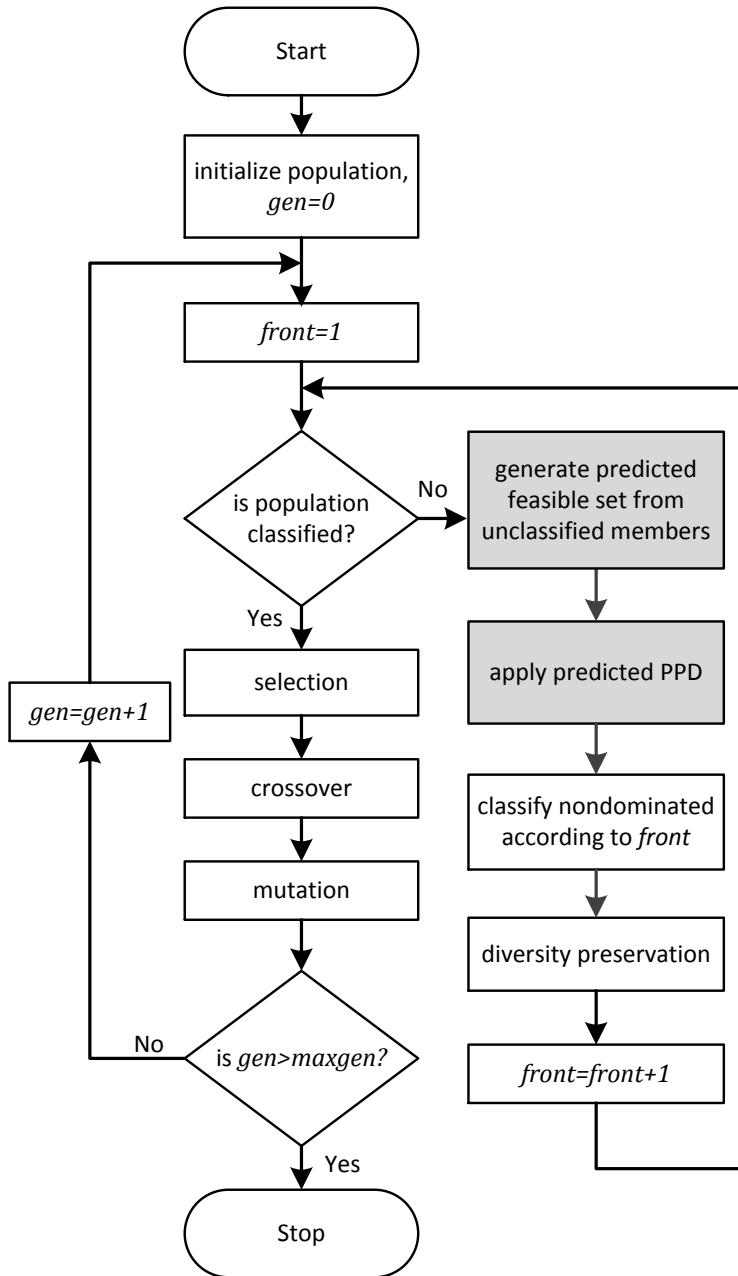 Start
initialize population,
gen=0
front=1
is population
classified?
No
generate predicted
feasible set from
unclassified members
Yes
selection
apply predicted PPD
gen=gen+1
crossover
classify nondominated
according to front
mutation
diversity preservation
No
is gen>maxgen?
front=front+1
Yes
Stop